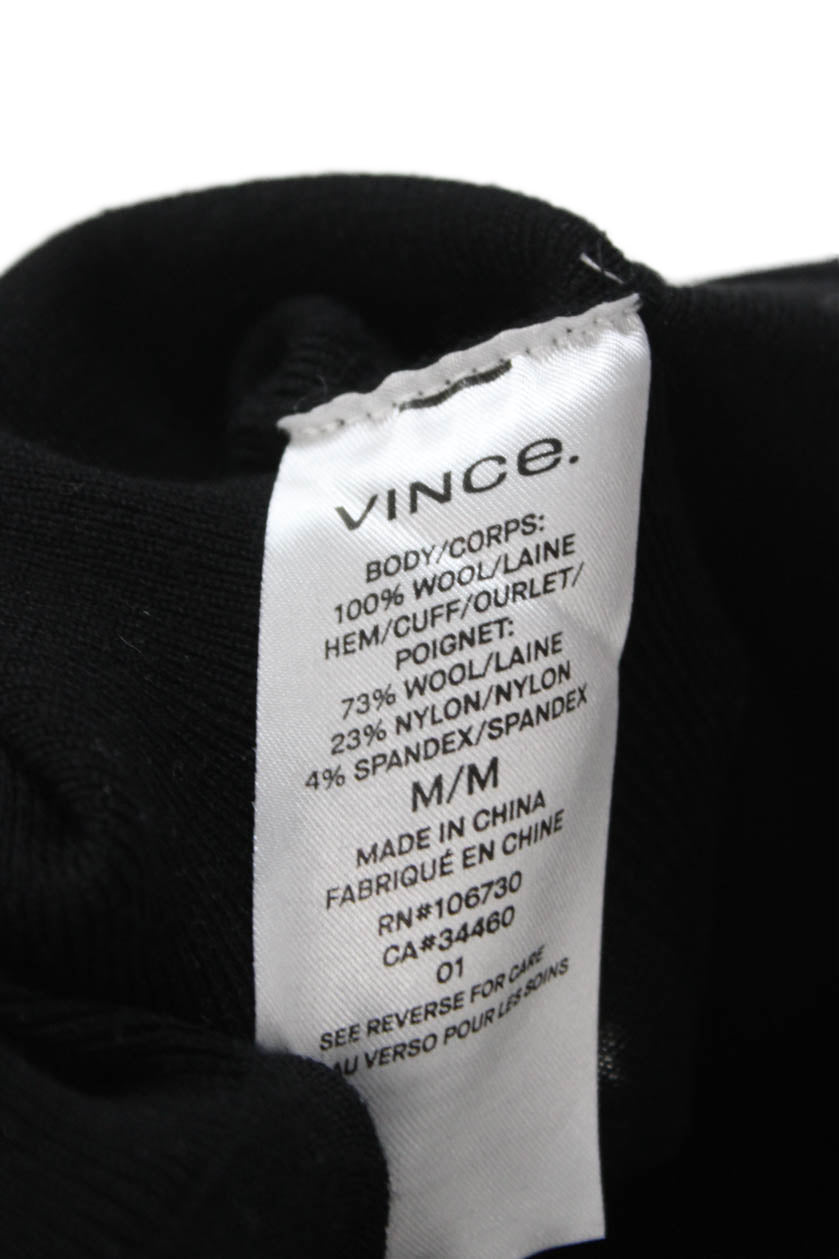 VINCe.
BODY/CORPS:
100% WOOL/LAINE
HEM/CUFF/OURLET/
POIGNET:
73% WOOL/LAINE
23% NYLON/NYLON
4% SPANDEX/SPANDEX
M/M
MADE IN CHINA
FABRIQUÉ EN CHINE
RN#106730
CA#34460
01
SEE REVERSE FOR CARE
AU VERSO POUR LES SOINS